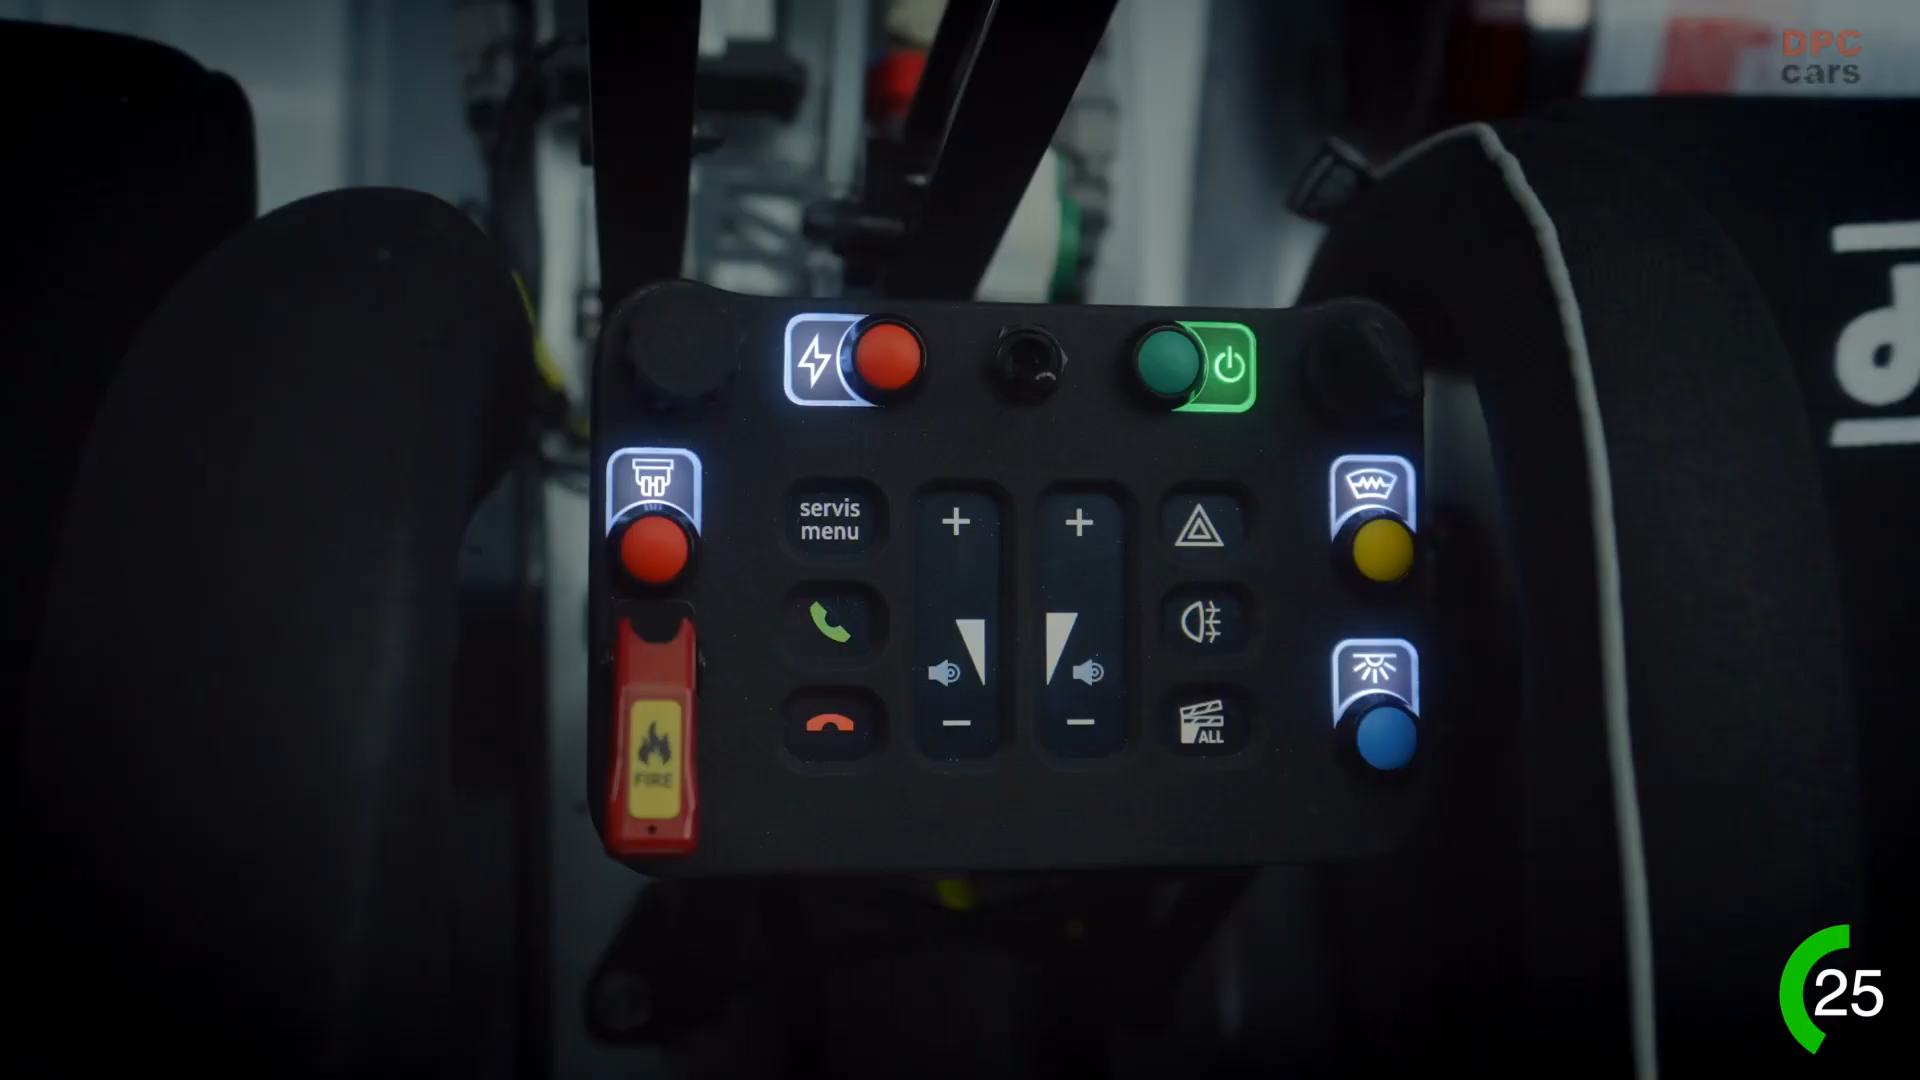 DPC
cars
servis
menu
+
+
-
-
ALL
FIRE
25